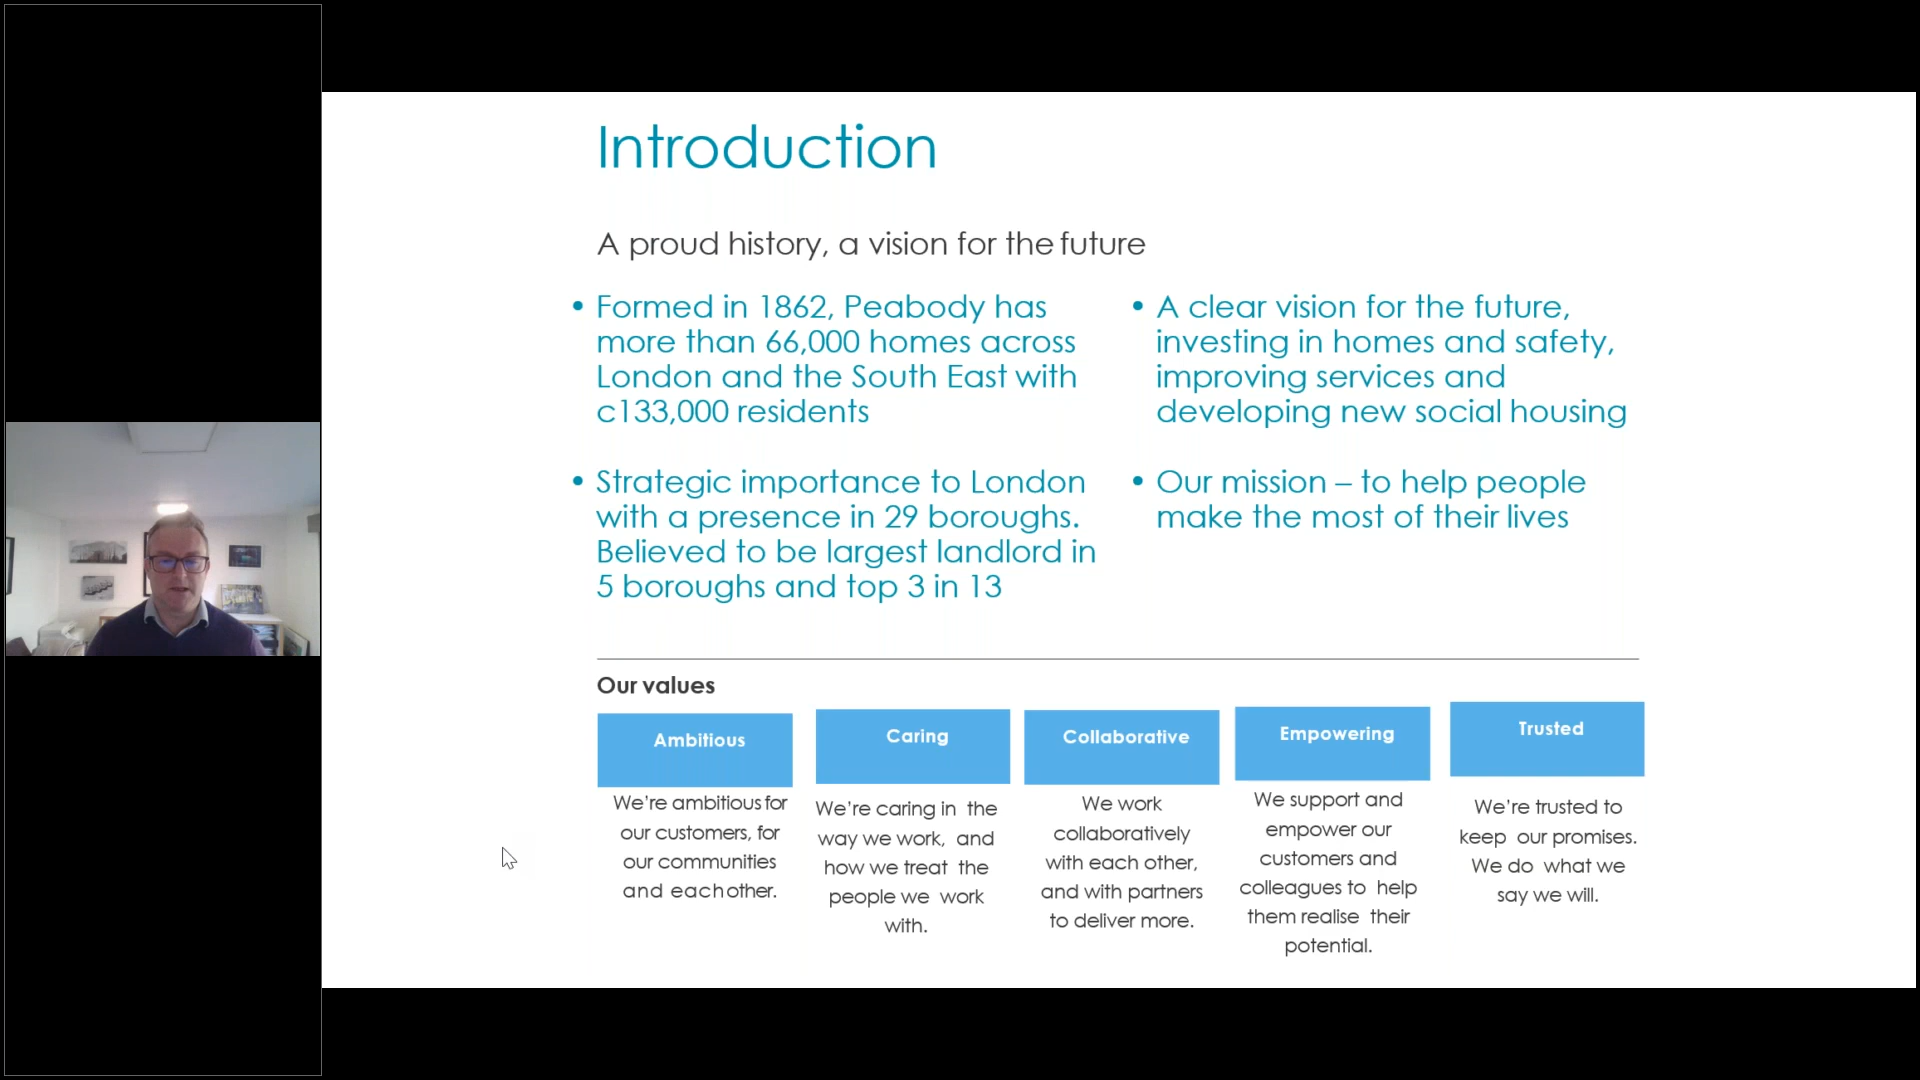 Introduction
A proud history, a vision for the future
• Formed in 1862, Peabody has
more than 66,000 homes across
London and the South East with
c133,000 residents
• Strategic importance to London
with a presence in 29 boroughs.
Believed to be largest landlord in
5 boroughs and top 3 in 13
• A clear vision for the future,
investing in homes and safety,
improving services and
developing new social housing
• Our mission – to help people
make the most of their lives
Our values
Ambitious
We're ambitious for
our customers, for
our communities
and each other.
Caring
We're caring in the
way we work, and
how we treat the
people we work
with.
Collaborative
We work
collaboratively
with each other,
and with partners
to deliver more.
Empowering
We support and
empower our
customers and
colleagues to help
them realise their
potential.
Trusted
We're trusted to
keep our promises.
We do what we
say we will.